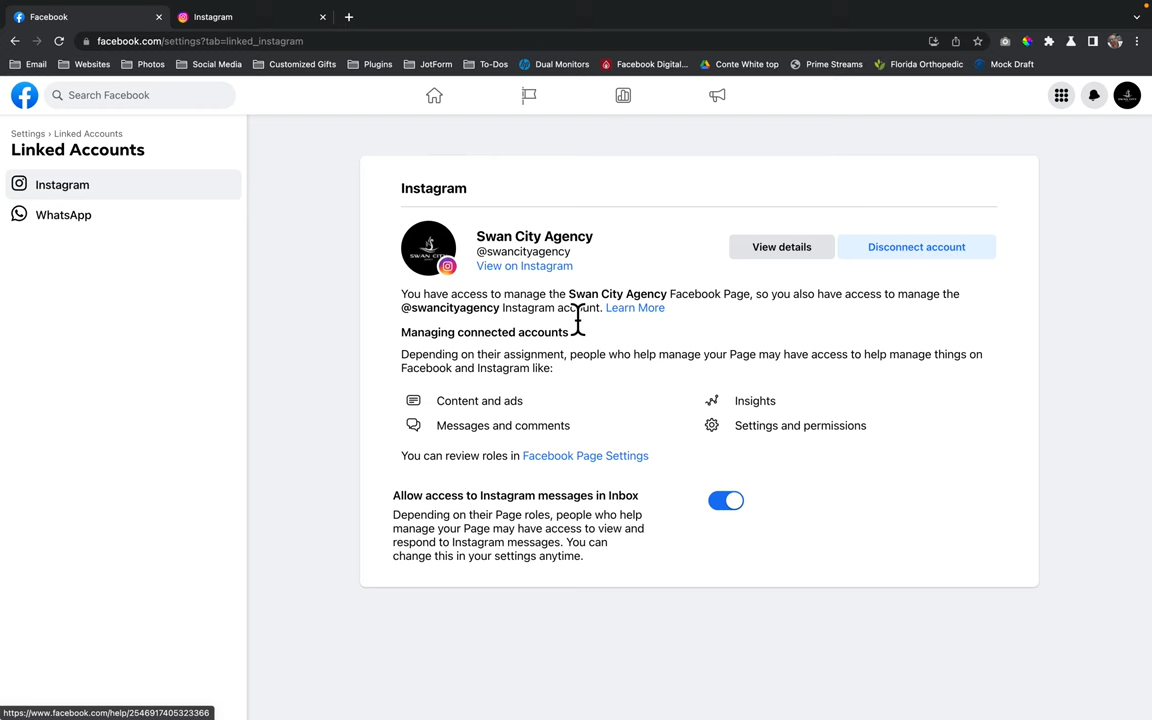 Facebook
Instagram
facebook.com/settings?tab=linked_instagram
Email Websites Photos Social Media Customized Gifts Plugins JotForm To-Dos Dual Monitors Facebook Digital... Conte White top Prime Streams Florida Orthopedic Mock Draft
Search Facebook
Settings › Linked Accounts
Linked Accounts
Instagram
WhatsApp
Instagram
SWAN CITY
Swan City Agency
@swancityagency
View on Instagram
View details
Disconnect account
You have access to manage the Swan City Agency Facebook Page, so you also have access to manage the
@swancityagency Instagram account. Learn More
Managing connected accounts
Depending on their assignment, people who help manage your Page may have access to help manage things on
Facebook and Instagram like:
Content and ads
Insights
Messages and comments
Settings and permissions
You can review roles in Facebook Page Settings
Allow access to Instagram messages in Inbox
Depending on their Page roles, people who help
manage your Page may have access to view and
respond to Instagram messages. You can
change this in your settings anytime.
https://www.facebook.com/help/2546917405323366